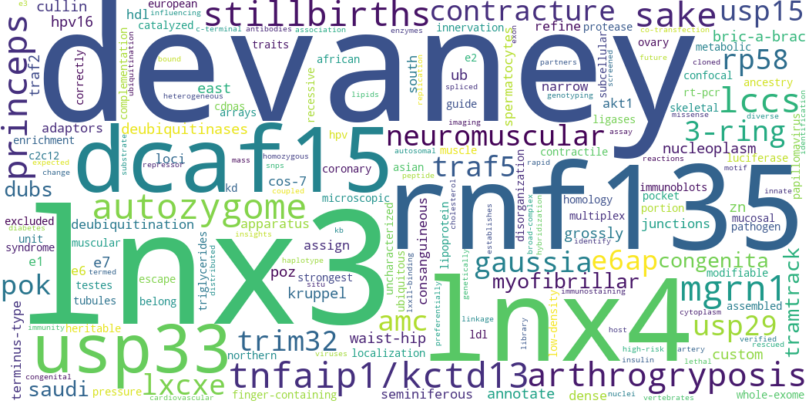 devaney
lnx3
rnf135
lnx4
dcaf15
usp33
autozygome
stillbirths
contracture
sake
usp15
bric-a-brac
rp58
lccs
3-ring
nucleoplasm
neuromuscular
traf5
princeps
cullin
hpv16
traf2
hdl
catalyzed
european
influencing
c-terminal
antibodies
association
enzymes
exon
innervation
refine
protease
ovary
metabolic
cloned
co-transfection
future
partners
narrow
subcellular
screened
confocal
ancestry
genotyping
rt-pcr
skeletal
missense
diverse
identification
papillomavirus
luciferase
reactions
motif
correctly
complementation
ubiquitination
bound
traits
heterogeneous
african
lipids
replication
south
e2
ub
spliced
guide
imaging
spermatocytes
akt1
ligases
assay
east
cdnas
arrays
recessive
adaptors
deubiquitinases
hpv
enrichment
c2c12
expected
change
loci
repressor
substrate
mass
homozygous
snps
kd
coupled
cos-7
coronary
autosomal
muscle
contractile
asian
peptide
rapid
microscopic
dubs
diabetes
excluded
unit
syndrome
deubiquitination
muscular
apparatus
insights
kb
haplotype
assign
situ
strongest
kruppel
poz
belong
escape
termed
e7
e6
e1
testes
tubules
pok
triglycerides
distributed
uncharacterized
ubiquitous
lxxll-binding
consanguineous
lipoprotein
cholesterol
establishes
disorganization
broad-complex
hybridization
homology
multiplex
grossly
identify
immunoblots
pocket
portion
zn
junctions
mucosal
pathogen
innate
gaussia
e6ap
congenita
modifiable
myofibrillar
immunostaining
genetically
preferentially
linkage
library
low-density
host
mgrn1
assembled
cytoplasm
tramtrack
usp29
verified
rescued
custom
lethal
high-risk
artery
insulin
amc
waist-hip
ldl
localization
trim32
northern
viruses
immunity
heritable
terminus-type
saudi
congenital
pressure
lxcxe
cardiovascular
finger-containing
tnfaip1/kctd13
arthrogryposis
seminiferous
annotate
dense
nuclei
vertebrates
whole-exome
e3